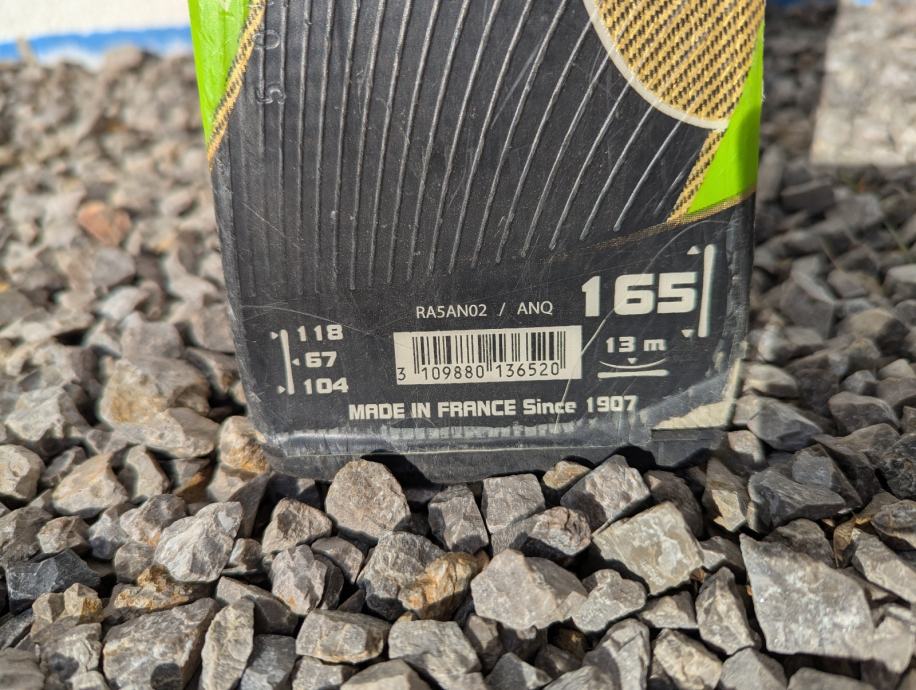 165
RA5AN02 / ANQ
118
67
104
13 m
3 109880 136520
MADE IN FRANCE Since 1907